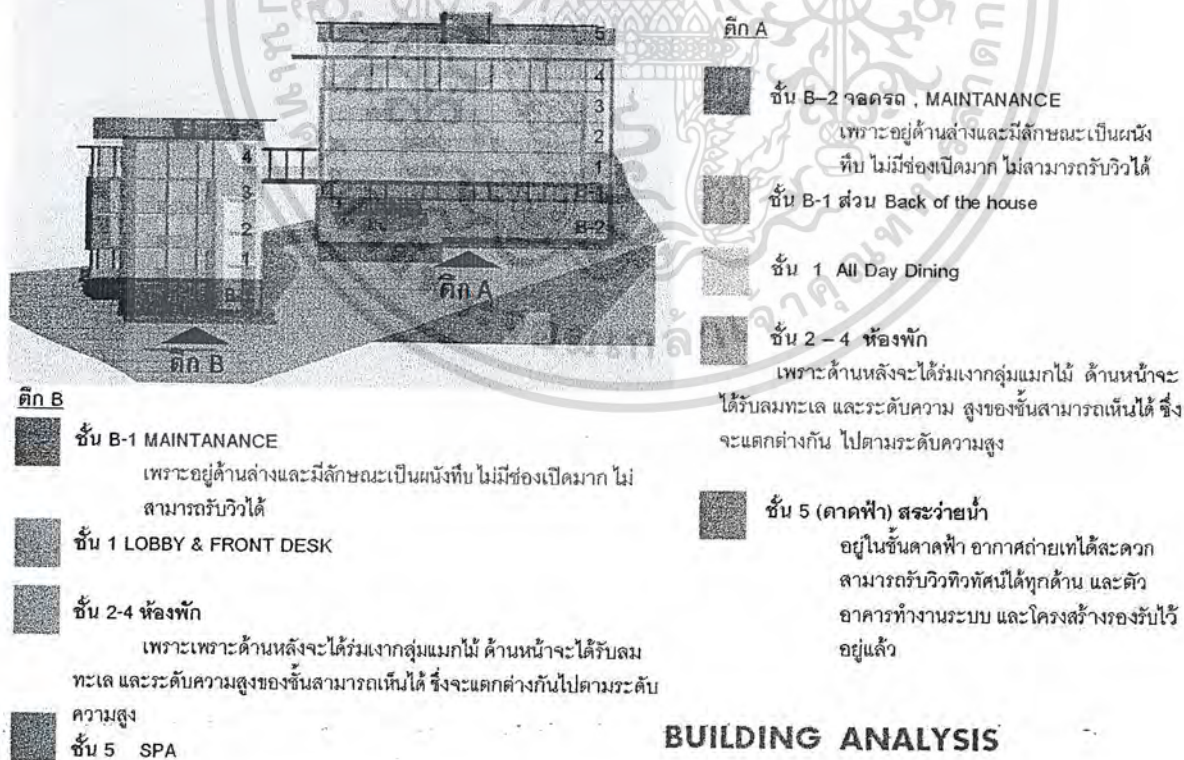 5
4
3
2
1
B-1
B-2
4
3
2
1
ตึก A
ตึก B
ตึก A
ชั้น B-2 จอดรถ , MAINTANANCE
เพราะอยู่ด้านล่างและมีลักษณะเป็นผนัง
ทึบ ไม่มีช่องเปิดมาก ไม่สามารถรับวิวได้
ชั้น B-1 ส่วน Back of the house
ชั้น 1 All Day Dining
ชั้น 2 – 4 ห้องพัก
เพราะด้านหลังจะได้ร่มเงากลุ่มแมกไม้ ด้านหน้าจะ
ได้รับลมทะเล และระดับความ สูงของชั้นสามารถเห็นได้ ซึ่ง
จะแตกต่างกัน ไปตามระดับความสูง
ชั้น 5 (ดาดฟ้า) สระว่ายน้ำ
อยู่ในชั้นดาดฟ้า อากาศถ่ายเทได้สะดวก
สามารถรับวิวทิวทัศน์ได้ทุกด้าน และตัว
อาคารทำงานระบบ และโครงสร้างรองรับไว้
อยู่แล้ว
ตึก B
ชั้น B-1 MAINTANANCE
เพราะอยู่ด้านล่างและมีลักษณะเป็นผนังทึบ ไม่มีช่องเปิดมาก ไม่
สามารถรับวิวได้
ชั้น 1 LOBBY & FRONT DESK
ชั้น 2-4 ห้องพัก
เพราะเพราะด้านหลังจะได้ร่มเงากลุ่มแมกไม้ ด้านหน้าจะได้รับลม
ทะเล และระดับความสูงของชั้นสามารถเห็นได้ ซึ่งจะแตกต่างกันไปตามระดับ
ความสูง
ชั้น 5 SPA
BUILDING ANALYSIS